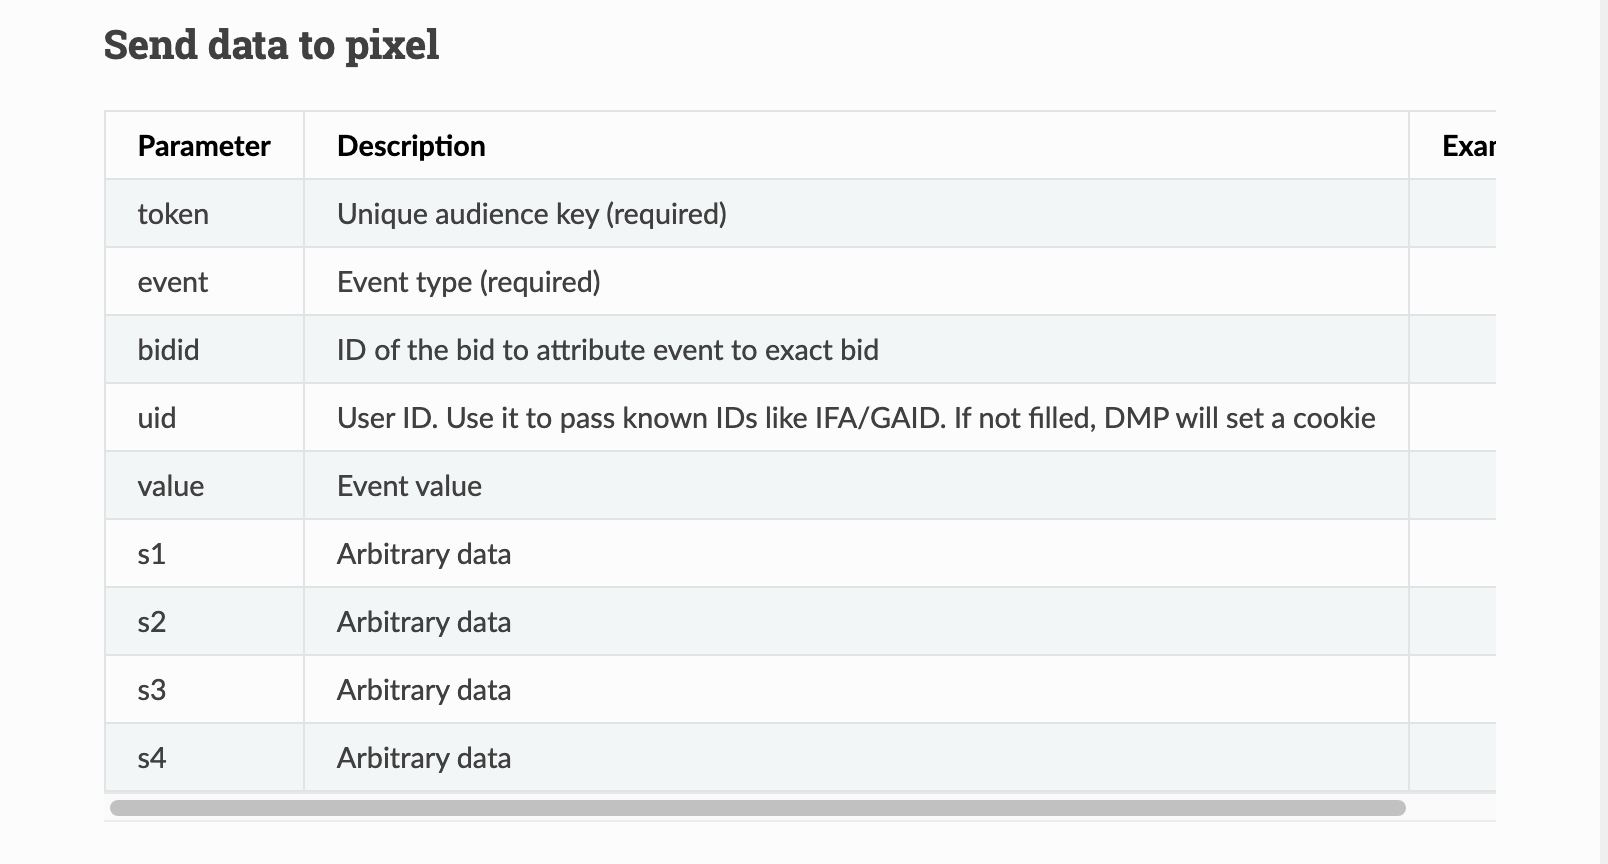 Send data to pixel
Parameter Description
token Unique audience key (required)
event Event type (required)
bidid ID of the bid to attribute event to exact bid
uid User ID. Use it to pass known IDs like IFA/GAID. If not filled, DMP will set a cookie
value Event value
s1 Arbitrary data
s2 Arbitrary data
s3 Arbitrary data
s4 Arbitrary data